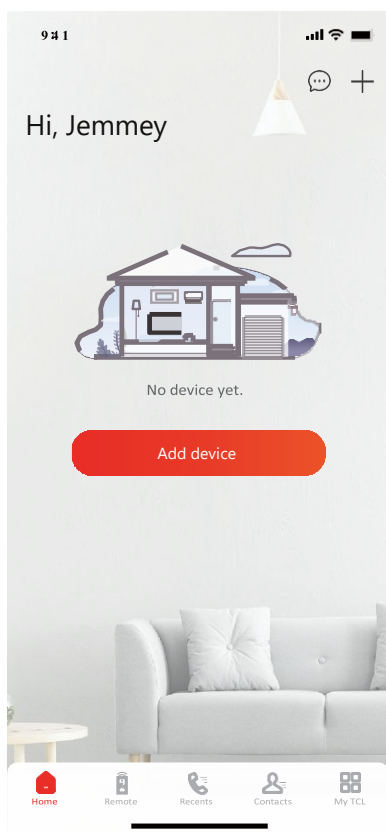 9:41
Hi, Jemmey
No device yet.
Add device
Home
Remote
Recents
Contacts
My TCL